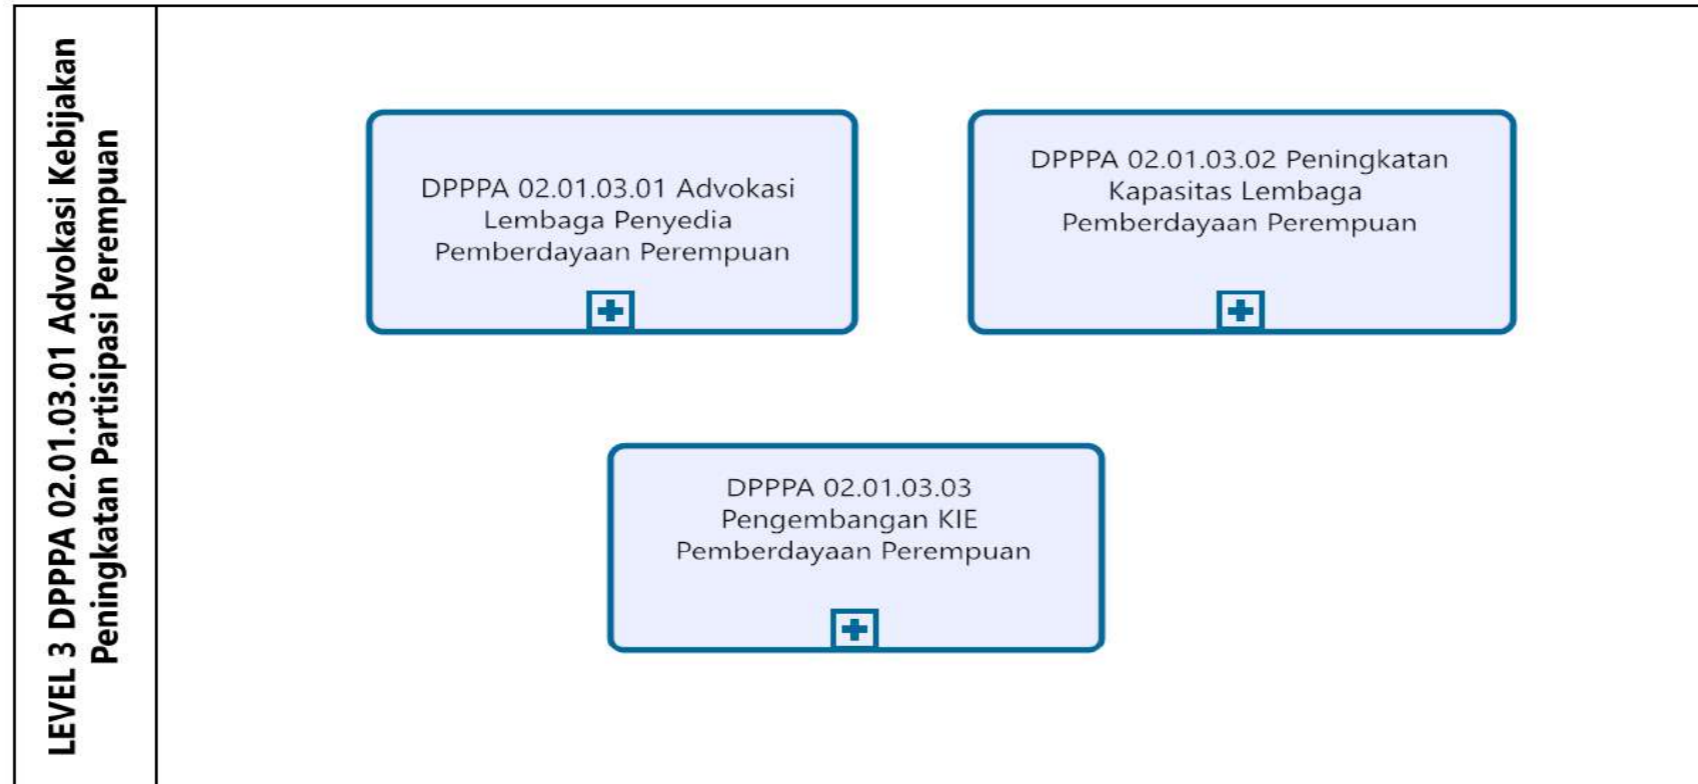 LEVEL 3 DPPPA 02.01.03.01 Advokasi Kebijakan
Peningkatan Partisipasi Perempuan
DPPPA 02.01.03.01 Advokasi
Lembaga Penyedia
Pemberdayaan Perempuan
DPPPA 02.01.03.02 Peningkatan
Kapasitas Lembaga
Pemberdayaan Perempuan
DPPPA 02.01.03.03
Pengembangan KIE
Pemberdayaan Perempuan